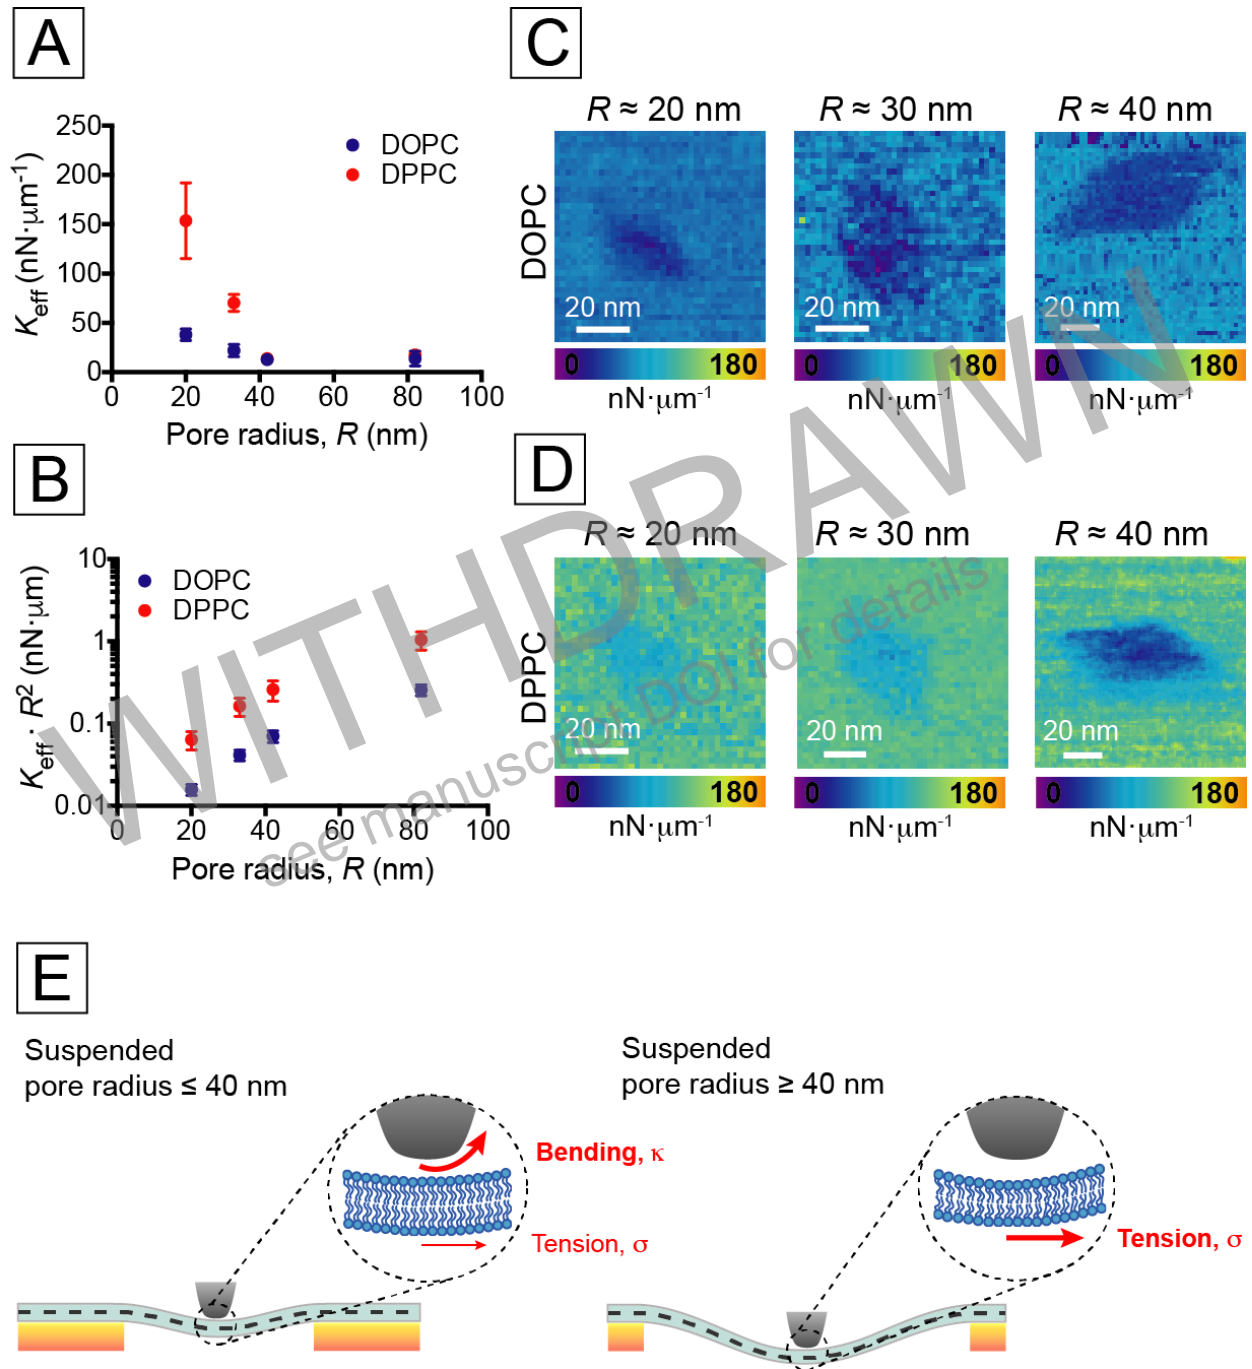 A
250
200
150
100
50
0
0 20 40 60 80 100
Keff (nN·μm-1)
DOPC
DPPC
Pore radius, R (nm)
B
10
1
0.1
0.01
0 20 40 60 80 100
Keff · R2 (nN·μm)
DOPC
DPPC
Pore radius, R (nm)
C
R ≈ 20 nm R ≈ 30 nm R ≈ 40 nm
DOPC
20 nm 20 nm 20 nm
0 180 0 180 0 180
nN·μm-1 nN·μm-1 nN·μm-1
D
R ≈ 20 nm R ≈ 30 nm R ≈ 40 nm
DPPC
20 nm 20 nm 20 nm
0 180 0 180 0 180
nN·μm-1 nN·μm-1 nN·μm-1
WITHDRAWN
see manuscript DOI for details
E
Suspended
pore radius ≤ 40 nm
Bending, κ
Tension, σ
Suspended
pore radius ≥ 40 nm
Tension, σ